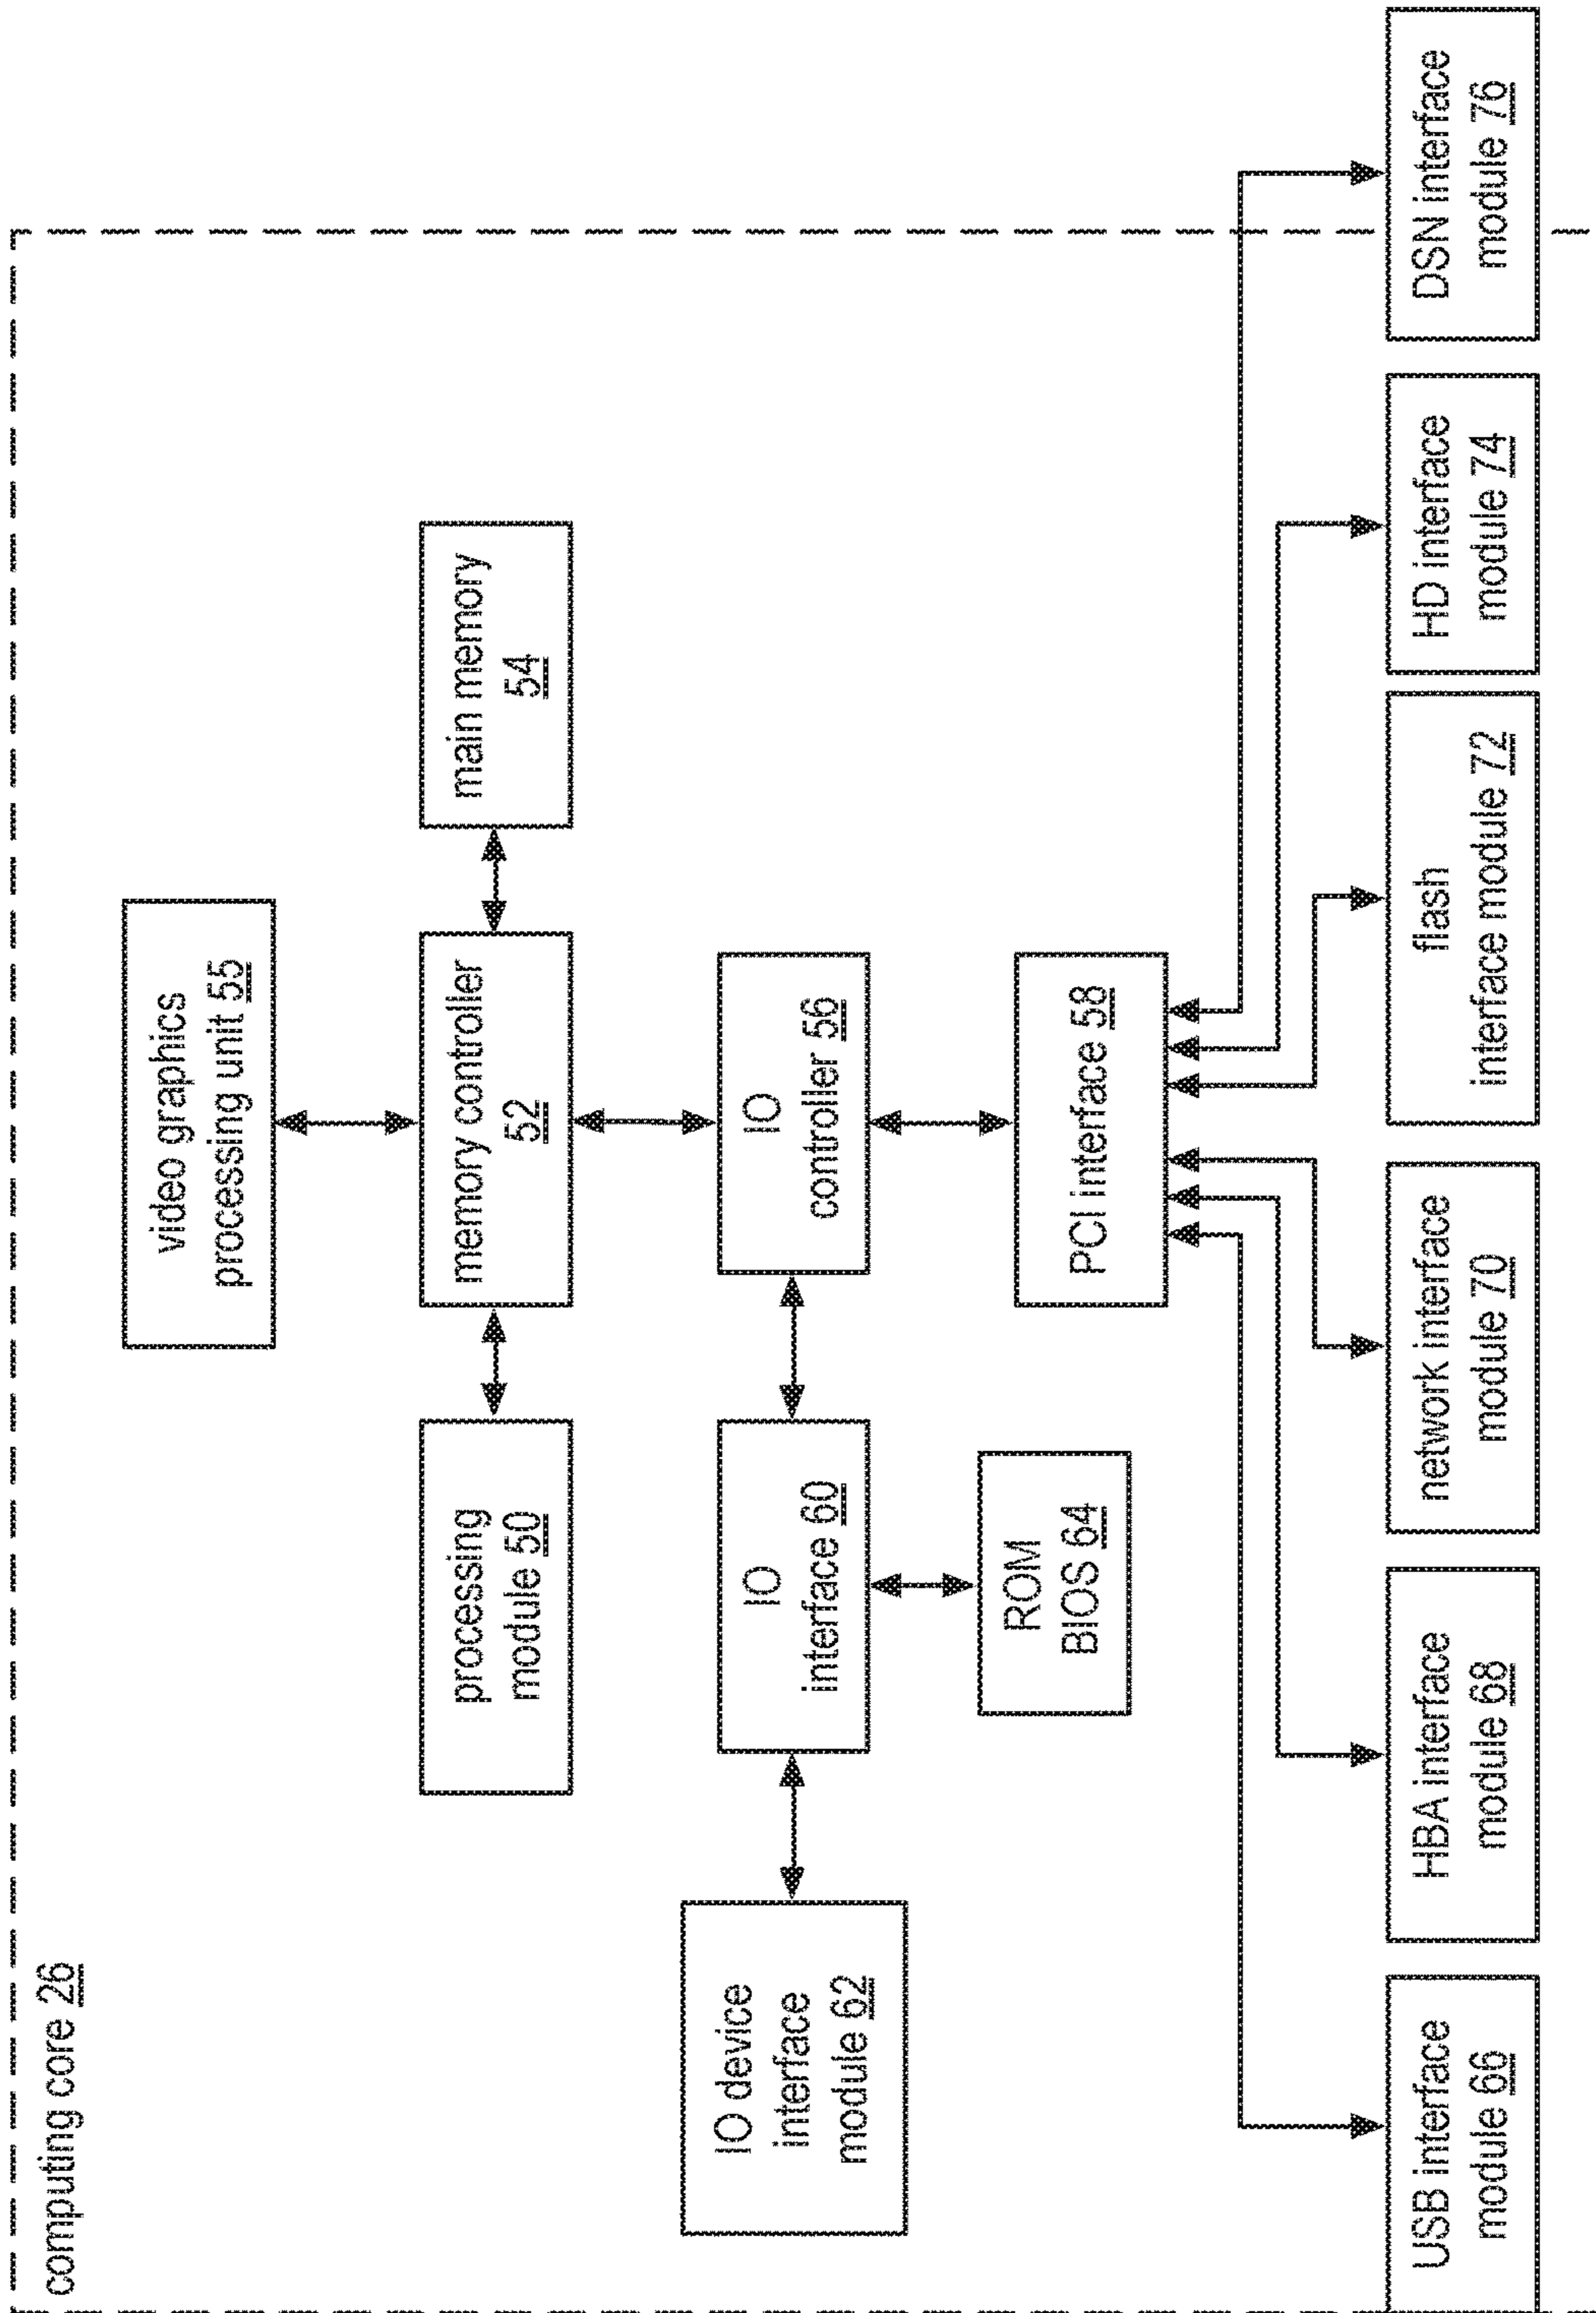 computing core 26
video graphics
processing unit 55
processing
module 50
memory controller
52
main memory
54
IO device
interface
module 62
IO
interface 60
IO
controller 56
ROM
BIOS 64
PCI interface 58
USB interface
module 66
HBA interface
module 68
network interface
module 70
flash
interface module 72
HD interface
module 74
DSN interface
module 76